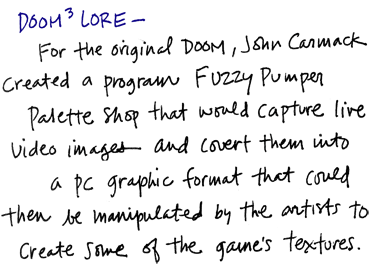 DOOM³ LORE —
For the original DOOM, John Carmack
created a program Fuzzy Pumper
Palette Shop that would capture live
video images and covert them into
a pc graphic format that could
then be manipulated by the artists to
create some of the game's textures.